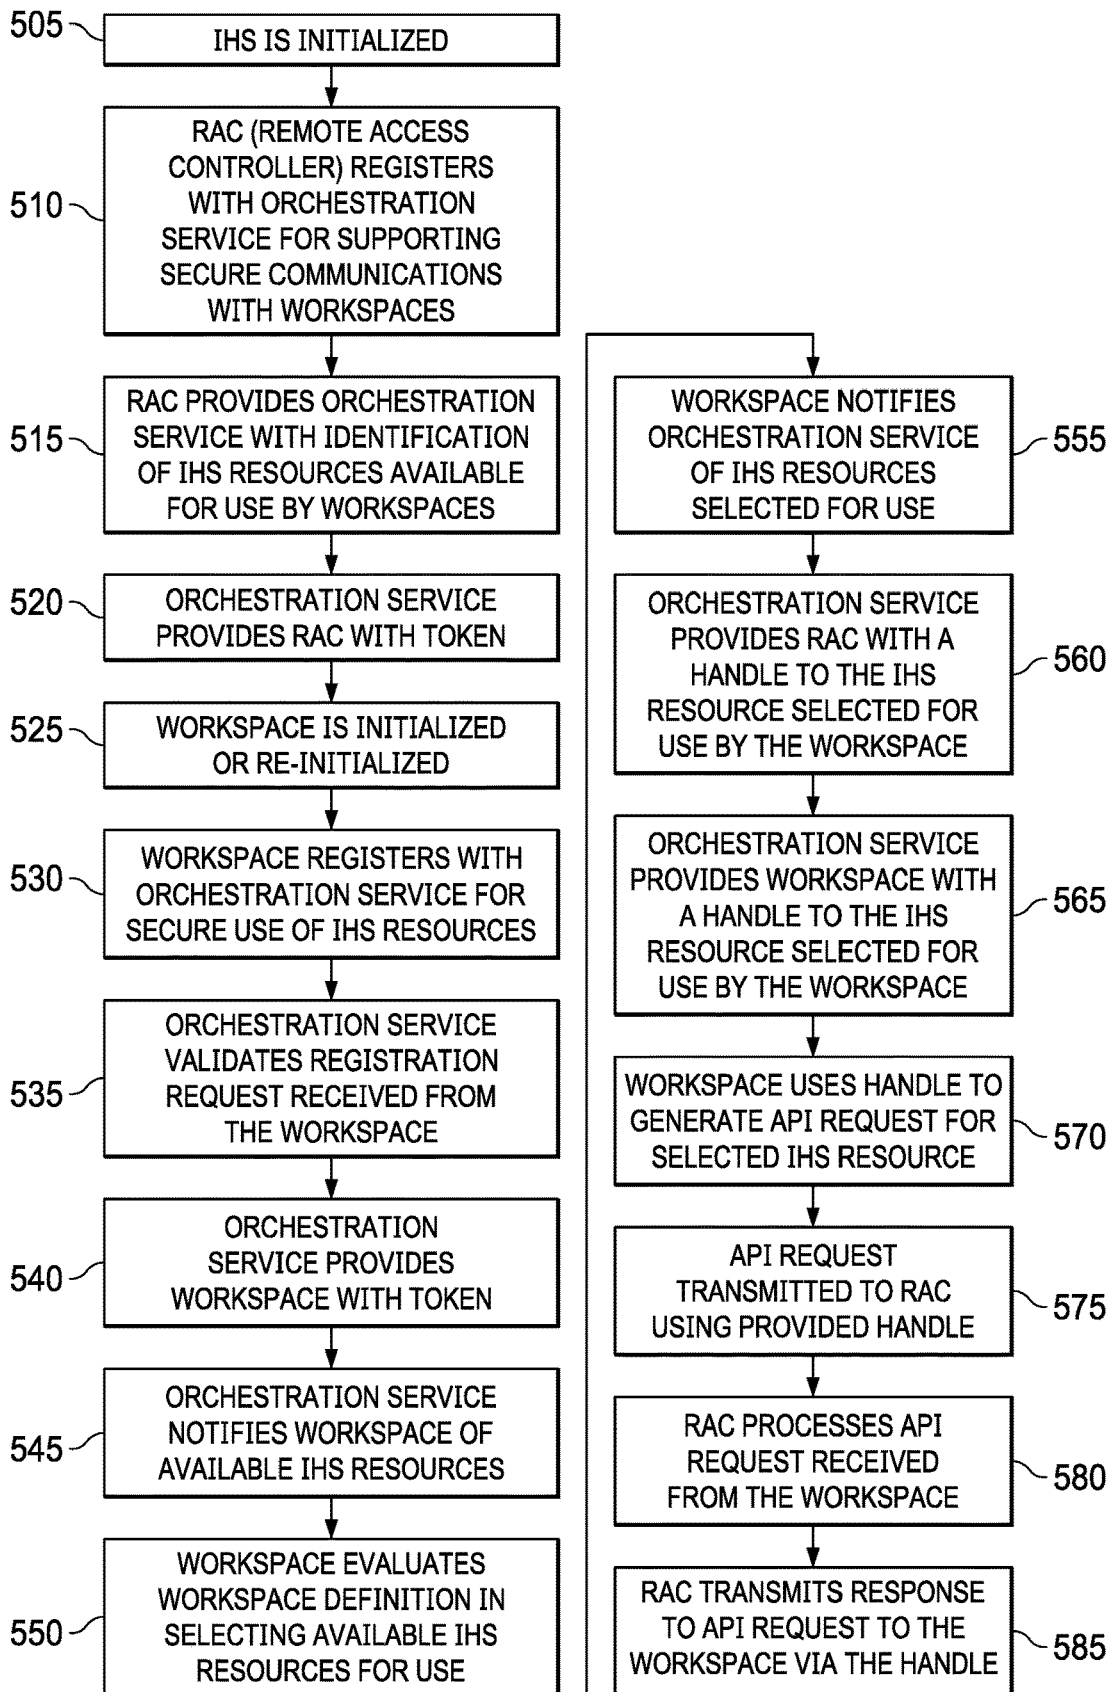 505
IHS IS INITIALIZED
510
RAC (REMOTE ACCESS
CONTROLLER) REGISTERS
WITH ORCHESTRATION
SERVICE FOR SUPPORTING
SECURE COMMUNICATIONS
WITH WORKSPACES
515
RAC PROVIDES ORCHESTRATION
SERVICE WITH IDENTIFICATION
OF IHS RESOURCES AVAILABLE
FOR USE BY WORKSPACES
520
ORCHESTRATION SERVICE
PROVIDES RAC WITH TOKEN
525
WORKSPACE IS INITIALIZED
OR RE-INITIALIZED
530
WORKSPACE REGISTERS WITH
ORCHESTRATION SERVICE FOR
SECURE USE OF IHS RESOURCES
535
ORCHESTRATION SERVICE
VALIDATES REGISTRATION
REQUEST RECEIVED FROM
THE WORKSPACE
540
ORCHESTRATION
SERVICE PROVIDES
WORKSPACE WITH TOKEN
545
ORCHESTRATION SERVICE
NOTIFIES WORKSPACE OF
AVAILABLE IHS RESOURCES
550
WORKSPACE EVALUATES
WORKSPACE DEFINITION IN
SELECTING AVAILABLE IHS
RESOURCES FOR USE
WORKSPACE NOTIFIES
ORCHESTRATION SERVICE
OF IHS RESOURCES
SELECTED FOR USE
555
ORCHESTRATION SERVICE
PROVIDES RAC WITH A
HANDLE TO THE IHS
RESOURCE SELECTED FOR
USE BY THE WORKSPACE
560
ORCHESTRATION SERVICE
PROVIDES WORKSPACE WITH
A HANDLE TO THE IHS
RESOURCE SELECTED FOR
USE BY THE WORKSPACE
565
WORKSPACE USES HANDLE TO
GENERATE API REQUEST FOR
SELECTED IHS RESOURCE
570
API REQUEST
TRANSMITTED TO RAC
USING PROVIDED HANDLE
575
RAC PROCESSES API
REQUEST RECEIVED
FROM THE WORKSPACE
580
RAC TRANSMITS RESPONSE
TO API REQUEST TO THE
WORKSPACE VIA THE HANDLE
585